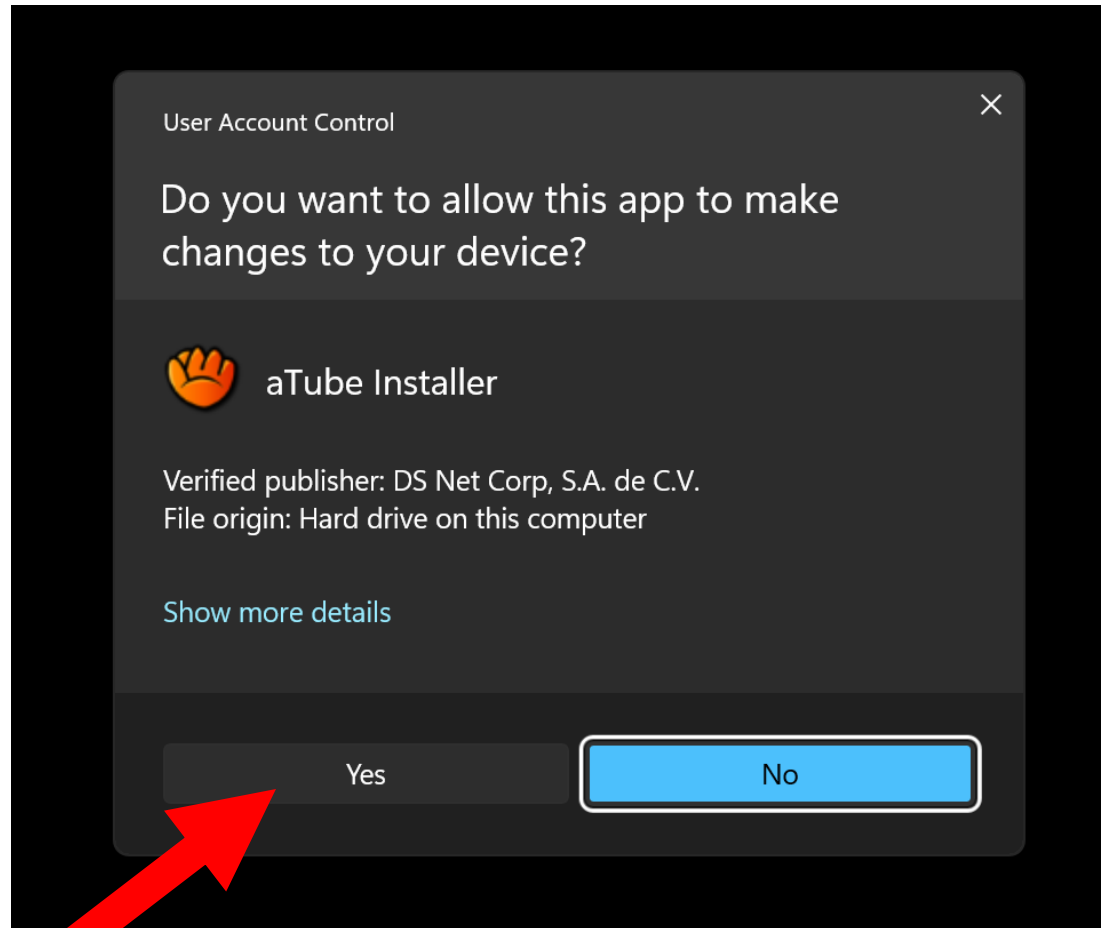 User Account Control
Do you want to allow this app to make
changes to your device?
aTube Installer
Verified publisher: DS Net Corp, S.A. de C.V.
File origin: Hard drive on this computer
Show more details
Yes
No